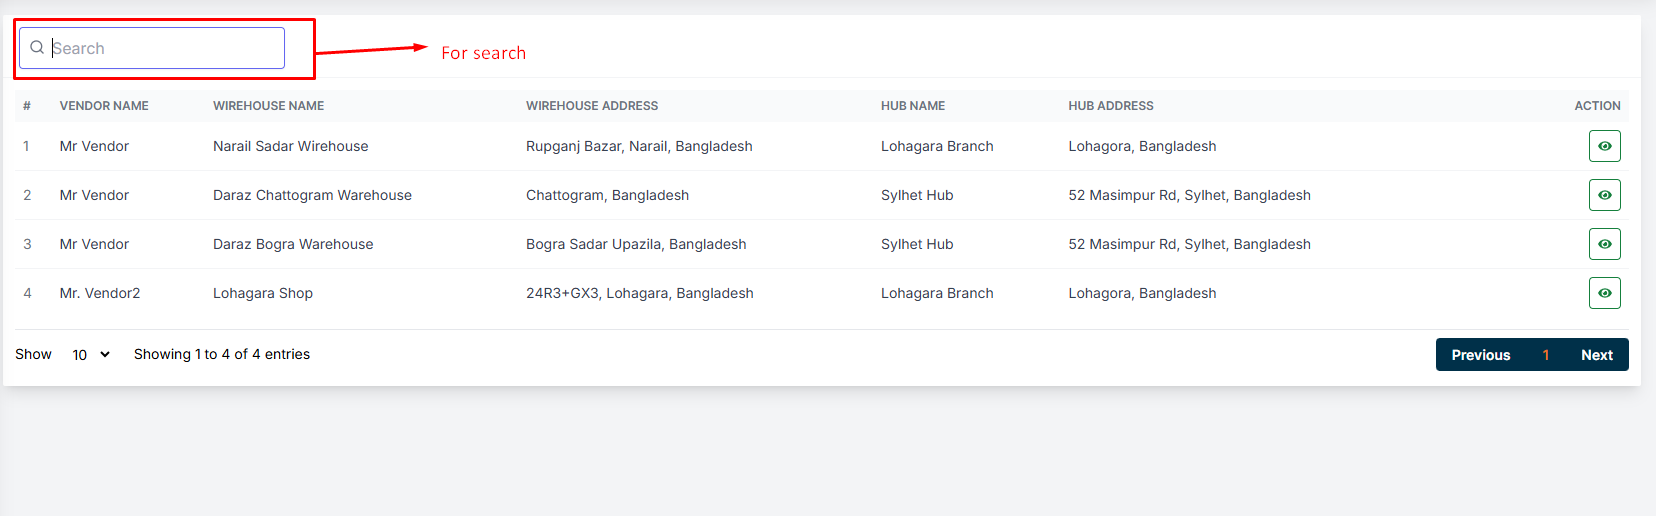 Search
For search
# VENDOR NAME WIREHOUSE NAME WIREHOUSE ADDRESS HUB NAME HUB ADDRESS ACTION
1 Mr Vendor Narail Sadar Wirehouse Rupganj Bazar, Narail, Bangladesh Lohagara Branch Lohagora, Bangladesh
2 Mr Vendor Daraz Chattogram Warehouse Chattogram, Bangladesh Sylhet Hub 52 Masimpur Rd, Sylhet, Bangladesh
3 Mr Vendor Daraz Bogra Warehouse Bogra Sadar Upazila, Bangladesh Sylhet Hub 52 Masimpur Rd, Sylhet, Bangladesh
4 Mr. Vendor2 Lohagara Shop 24R3+GX3, Lohagara, Bangladesh Lohagara Branch Lohagora, Bangladesh
Show 10 Showing 1 to 4 of 4 entries Previous 1 Next